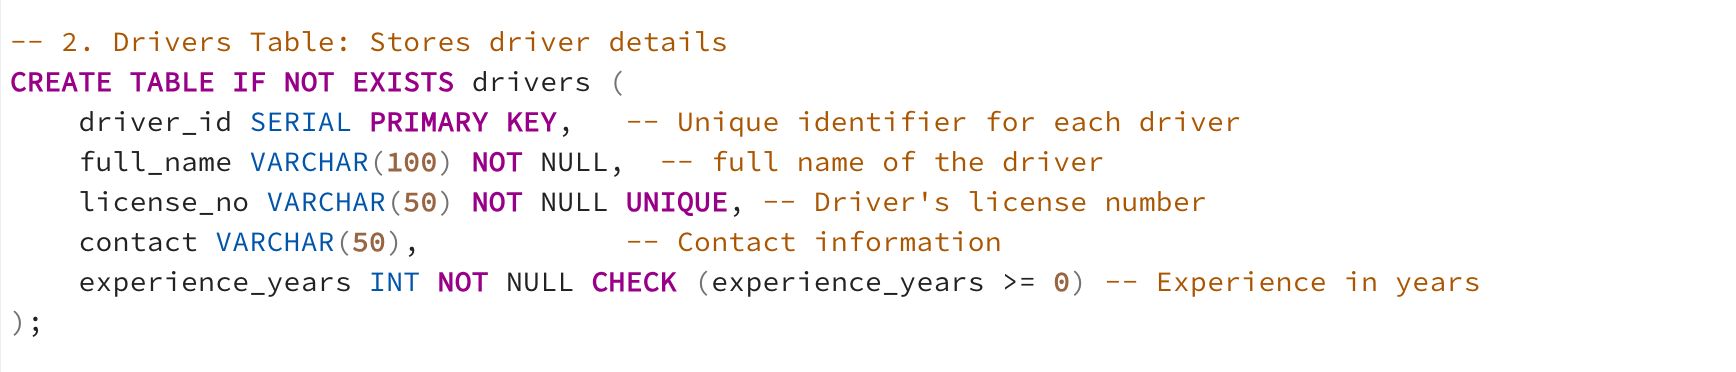 -- 2. Drivers Table: Stores driver details
CREATE TABLE IF NOT EXISTS drivers (
    driver_id SERIAL PRIMARY KEY,   -- Unique identifier for each driver
    full_name VARCHAR(100) NOT NULL,  -- full name of the driver
    license_no VARCHAR(50) NOT NULL UNIQUE, -- Driver's license number
    contact VARCHAR(50),            -- Contact information
    experience_years INT NOT NULL CHECK (experience_years >= 0) -- Experience in years
);